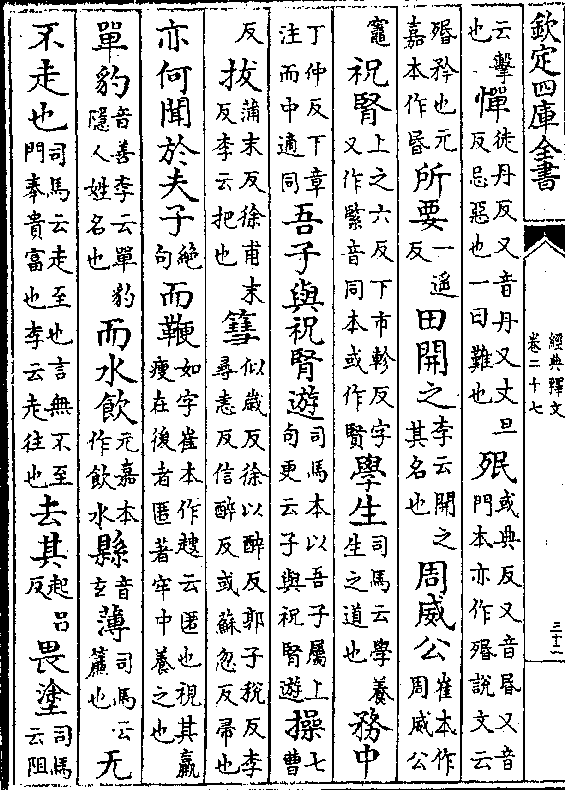 欽定四庫全書
經典釋文
卷二十七
三十二
云擊也憚徒丹反又音丹又丈旦反忌惡也一曰難也殙或典反又音昬又音門本亦作殙說文云
殙矜也元嘉本作昬所要一遥反田開之李云開之其名也周威公崔本作周威公
竈祝腎上之六反下市軫反字又作緊音同本或作賢學生司馬云學養生之道也務中
丁仲反下章注而中適同吾子與祝腎遊司馬本以吾子屬上句更云子與祝腎遊操七曹
反拔蒲末反徐甫末反李云把也篲似歲反徐以醉反郭子稅反李尋恚反信醉反或蘇忽反帚也
亦何聞於夫子絶句而鞭如字崔本作云匿也視其羸瘦在後者匿著牢中養之也
單豹音善李云單豹隱人姓名也而水飲元嘉本作飲水縣音玄薄司馬云簾也无
不走也司馬云走至也言無不至門奉貴富也李云走往也去其起呂反畏塗司馬云阻